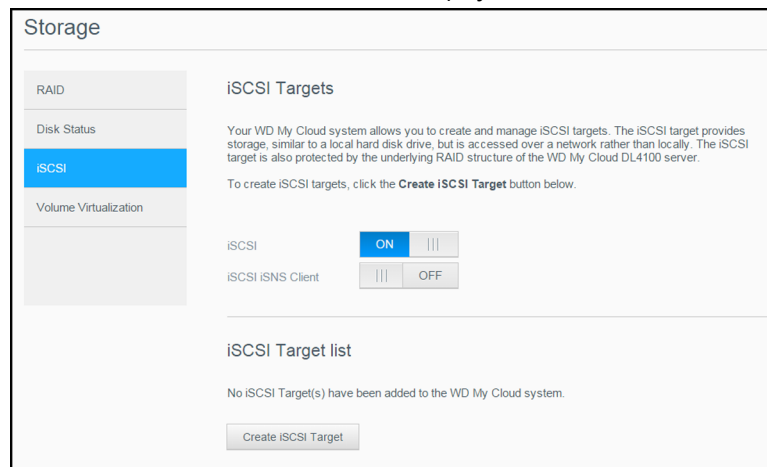 Storage
RAID
Disk Status
iSCSI
Volume Virtualization
iSCSI Targets
Your WD My Cloud system allows you to create and manage iSCSI targets. The iSCSI target provides
storage, similar to a local hard disk drive, but is accessed over a network rather than locally. The iSCSI
target is also protected by the underlying RAID structure of the WD My Cloud DL4100 server.
To create iSCSI targets, click the Create iSCSI Target button below.
iSCSI ON
iSCSI iSNS Client OFF
iSCSI Target list
No iSCSI Target(s) have been added to the WD My Cloud system.
Create iSCSI Target